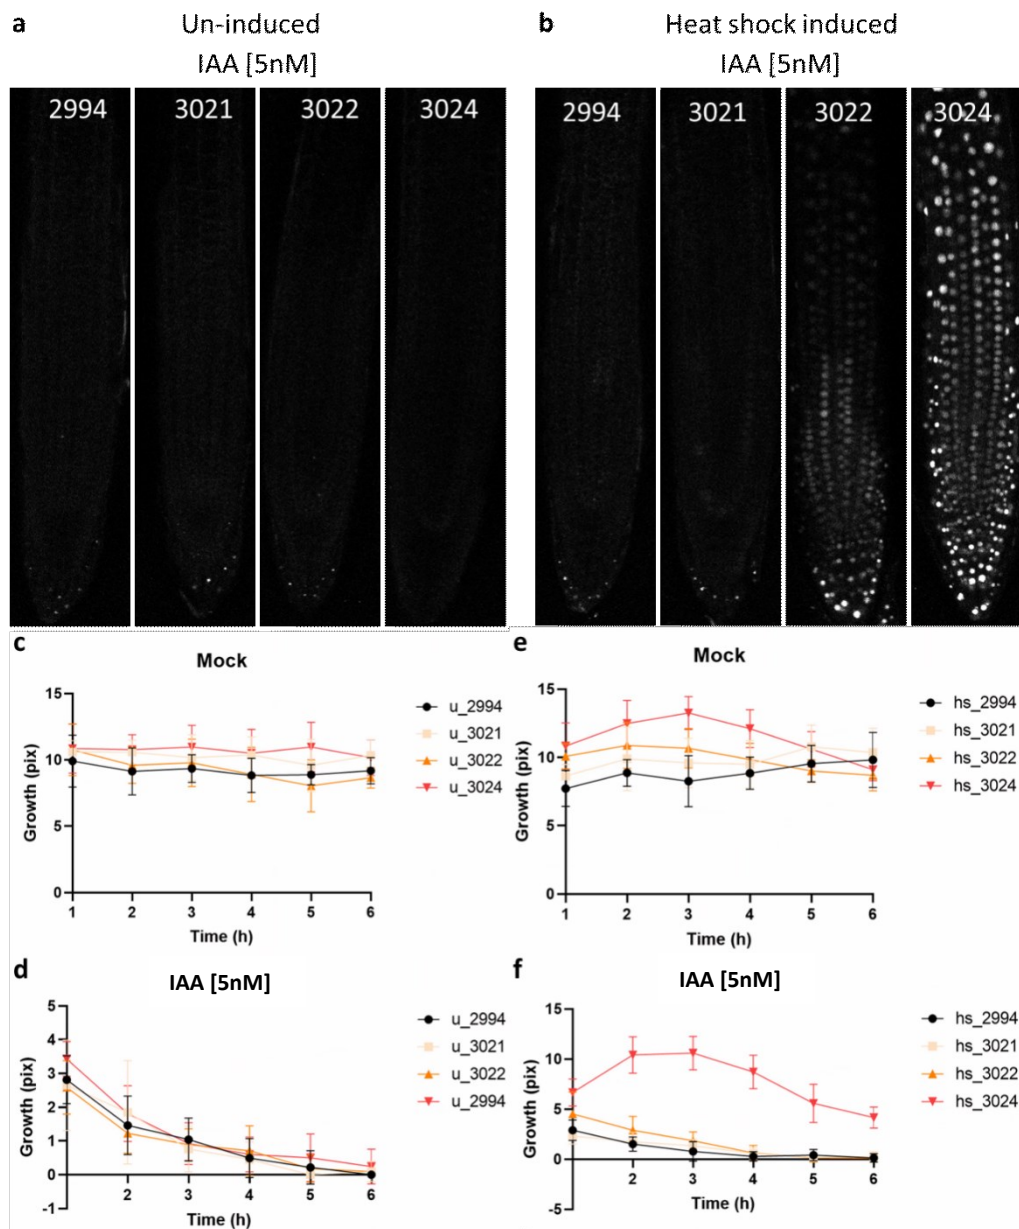 a Un-induced
IAA [5nM]
2994 3021 3022 3024
b Heat shock induced
IAA [5nM]
2994 3021 3022 3024
c
Mock
15
10
5
0
Growth (pix)
1 2 3 4 5 6
Time (h)
u_2994
u_3021
u_3022
u_3024
e
Mock
15
10
5
0
Growth (pix)
1 2 3 4 5 6
Time (h)
hs_2994
hs_3021
hs_3022
hs_3024
d
IAA [5nM]
5
4
3
2
1
0
-1
Growth (pix)
2 3 4 5 6
Time (h)
u_2994
u_3021
u_3022
u_2994
f
IAA [5nM]
15
10
5
0
-5
Growth (pix)
2 3 4 5 6
Time (h)
hs_2994
hs_3021
hs_3022
hs_3024